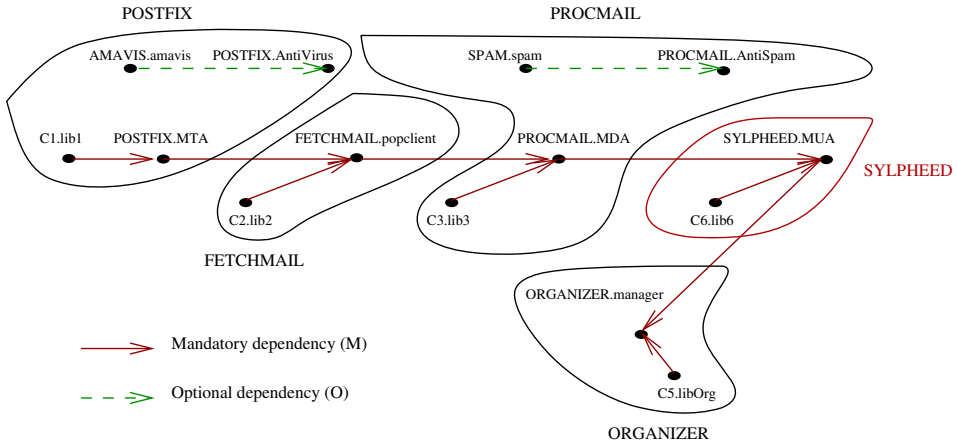 POSTFIX
PROCMAIL
AMAVIS.amavis
POSTFIX.AntiVirus
SPAM.spam
PROCMAIL.AntiSpam
C1.lib1
POSTFIX.MTA
FETCHMAIL.popclient
PROCMAIL.MDA
SYLPHEED.MUA
SYLPHEED
C2.lib2
C3.lib3
C6.lib6
FETCHMAIL
ORGANIZER.manager
Mandatory dependency (M)
Optional dependency (O)
C5.libOrg
ORGANIZER